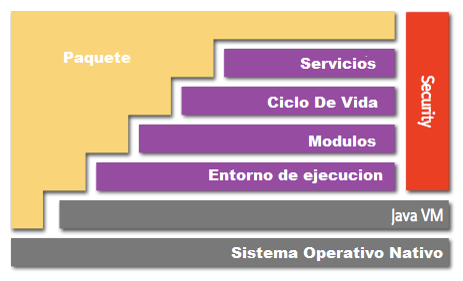 Paquete
Servicios
Ciclo De Vida
Modulos
Entorno de ejecucion
Security
Java VM
Sistema Operativo Nativo